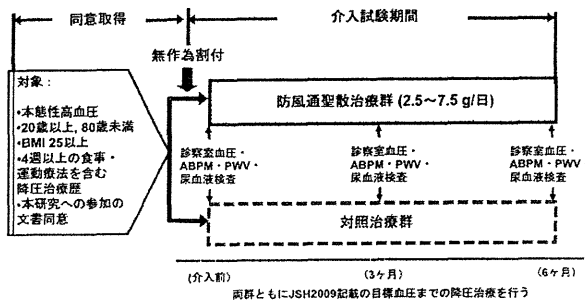 同意取得
介入試験期間
無作為割付
対象：
•本態性高血圧
•20歳以上, 80歳未満
•BMI 25以上
•4週以上の食事・
運動療法を含む
降圧治療歴
•本研究への参加の
文書同意
防風通聖散治療群 (2.5～7.5 g/日)
診察室血圧・
ABPM・PWV・
尿血液検査
診察室血圧・
ABPM・PWV・
尿血液検査
診察室血圧・
ABPM・PWV・
尿血液検査
対照治療群
(介入前)
(3ヶ月)
(6ヶ月)
両群ともにJSH2009記載の目標血圧までの降圧治療を行う